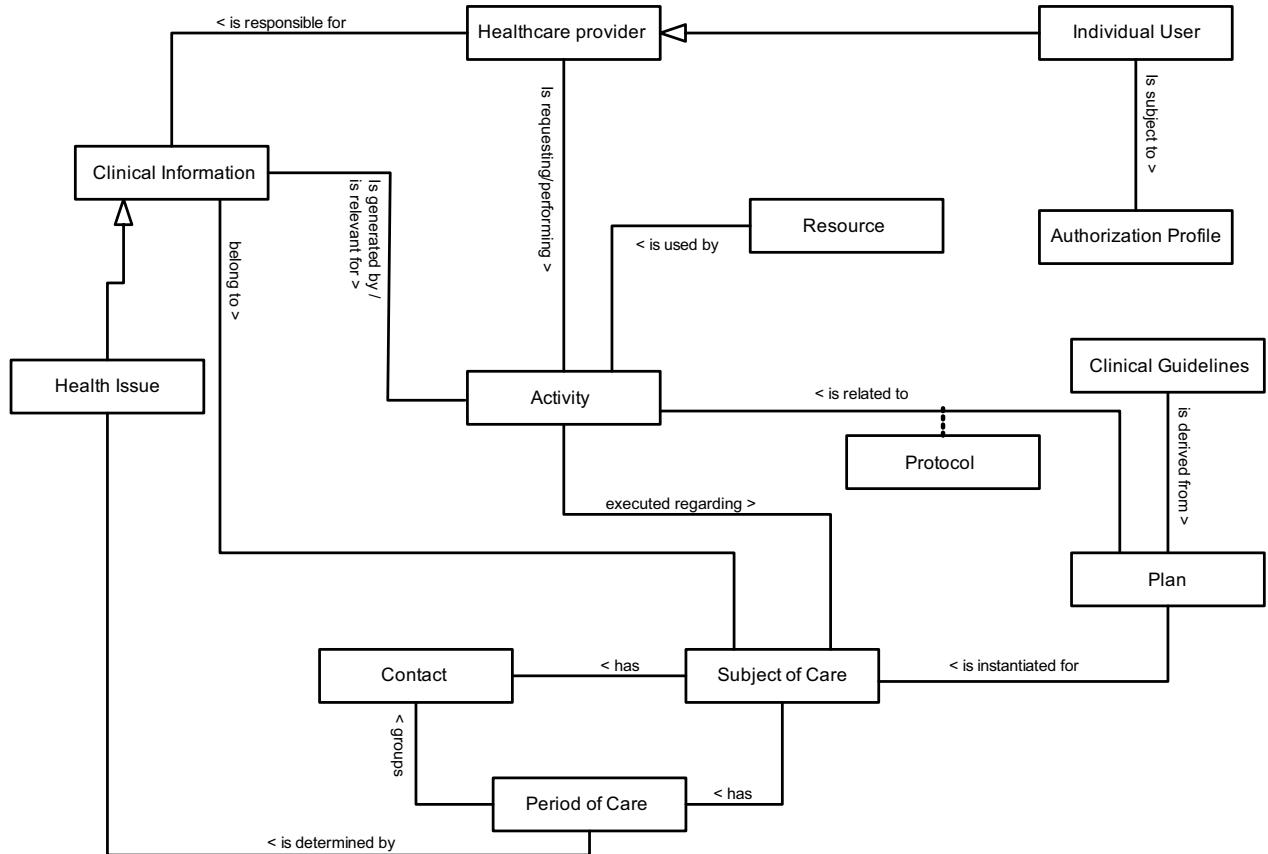 < is responsible for
Healthcare provider
Individual User
Is requesting/performing >
Is subject to >
Clinical Information
Is generated by /
is relevant for >
Resource
< is used by
Authorization Profile
belong to >
Health Issue
Activity
Clinical Guidelines
< is related to
Protocol
is derived from >
executed regarding >
Plan
Contact
< has
Subject of Care
< is instantiated for
< groups
Period of Care
< has
< is determined by